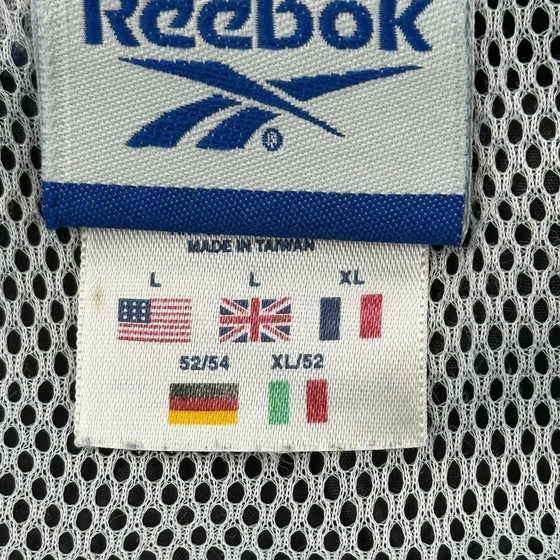 Reebok
®
MADE IN TAIWAN
L L XL
52/54 XL/52